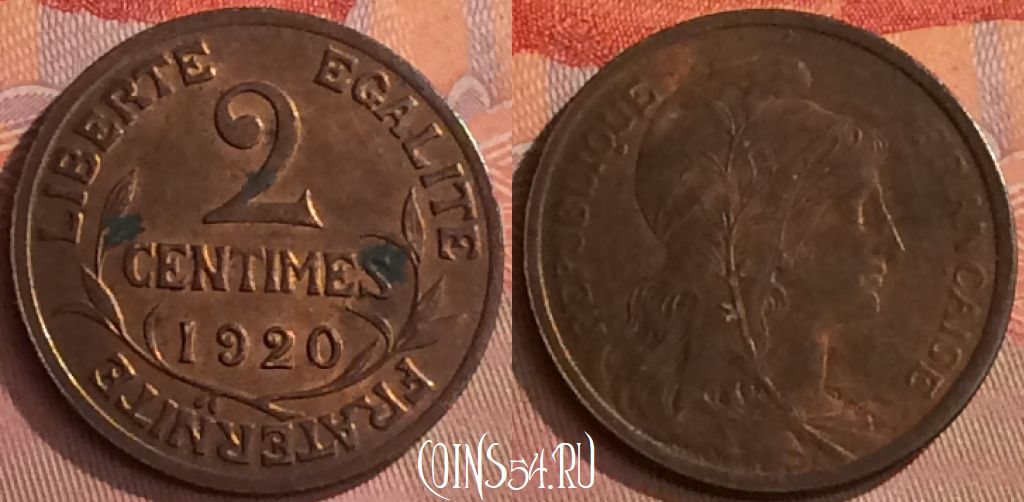 LIBERTE EGALITE
FRATERNITE
2
CENTIMES
1920
REPUBLIQUE FRANCAISE
COINS54.RU